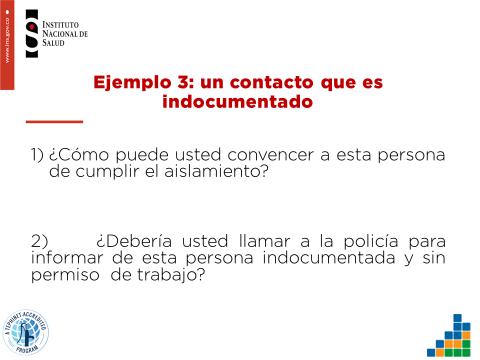 www.ins.gov.co
INSTITUTO
NACIONAL DE
SALUD
Ejemplo 3: un contacto que es
indocumentado
1) ¿Cómo puede usted convencer a esta persona
de cumplir el aislamiento?
2) ¿Debería usted llamar a la policía para
informar de esta persona indocumentada y sin
permiso de trabajo?
A TEPHINET ACCREDITED
PROGRAM